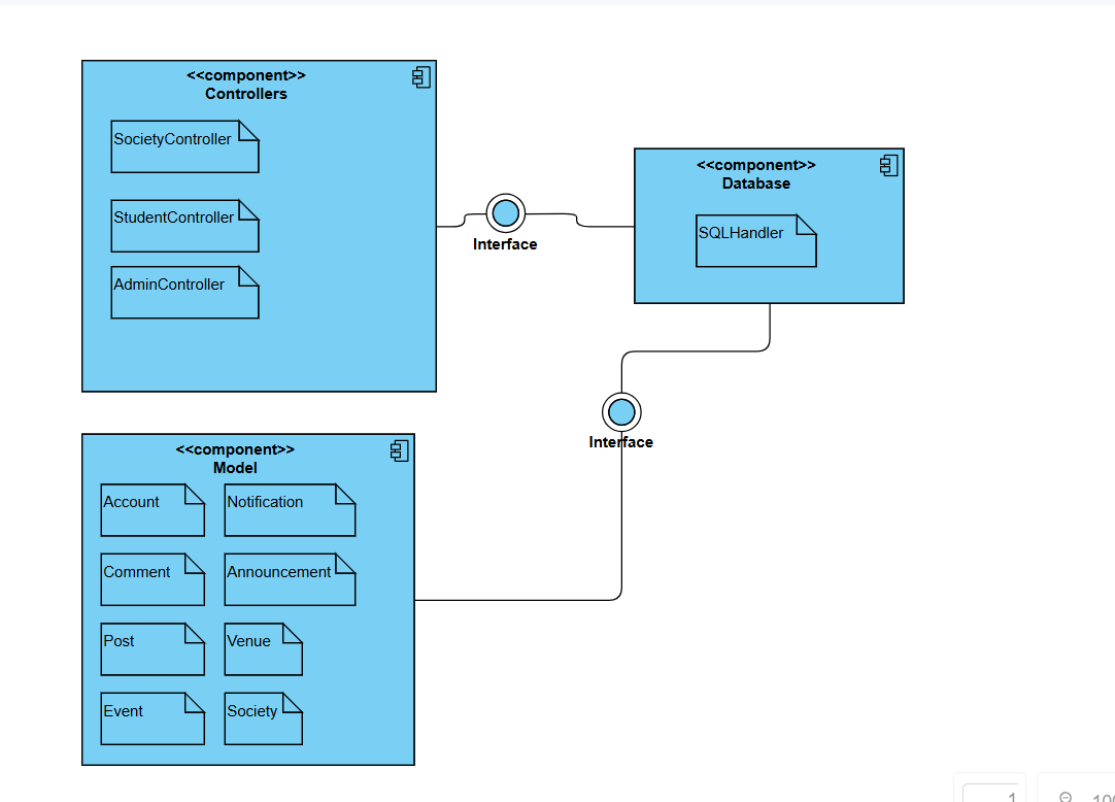 <<component>>
Controllers
SocietyController
StudentController
AdminController
Interface
<<component>>
Database
SQLHandler
Interface
<<component>>
Model
Account
Notification
Comment
Announcement
Post
Venue
Event
Society
1